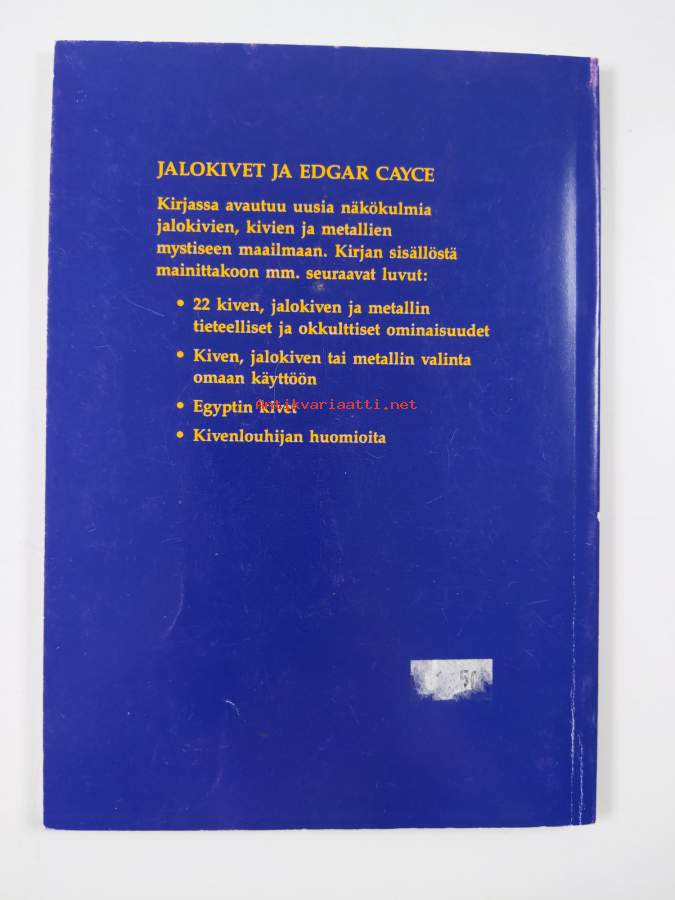 JALOKIVET JA EDGAR CAYCE
Kirjassa avautuu uusia näkökulmia
jalokivien, kivien ja metallien
mystiseen maailmaan. Kirjan sisällöstä
mainittakoon mm. seuraavat luvut:
• 22 kiven, jalokiven ja metallin
tieteelliset ja okkulttiset ominaisuudet
• Kiven, jalokiven tai metallin valinta
omaan käyttöön
Antikvariaatti.net
• Egyptin kivet
• Kivenlouhijan huomioita